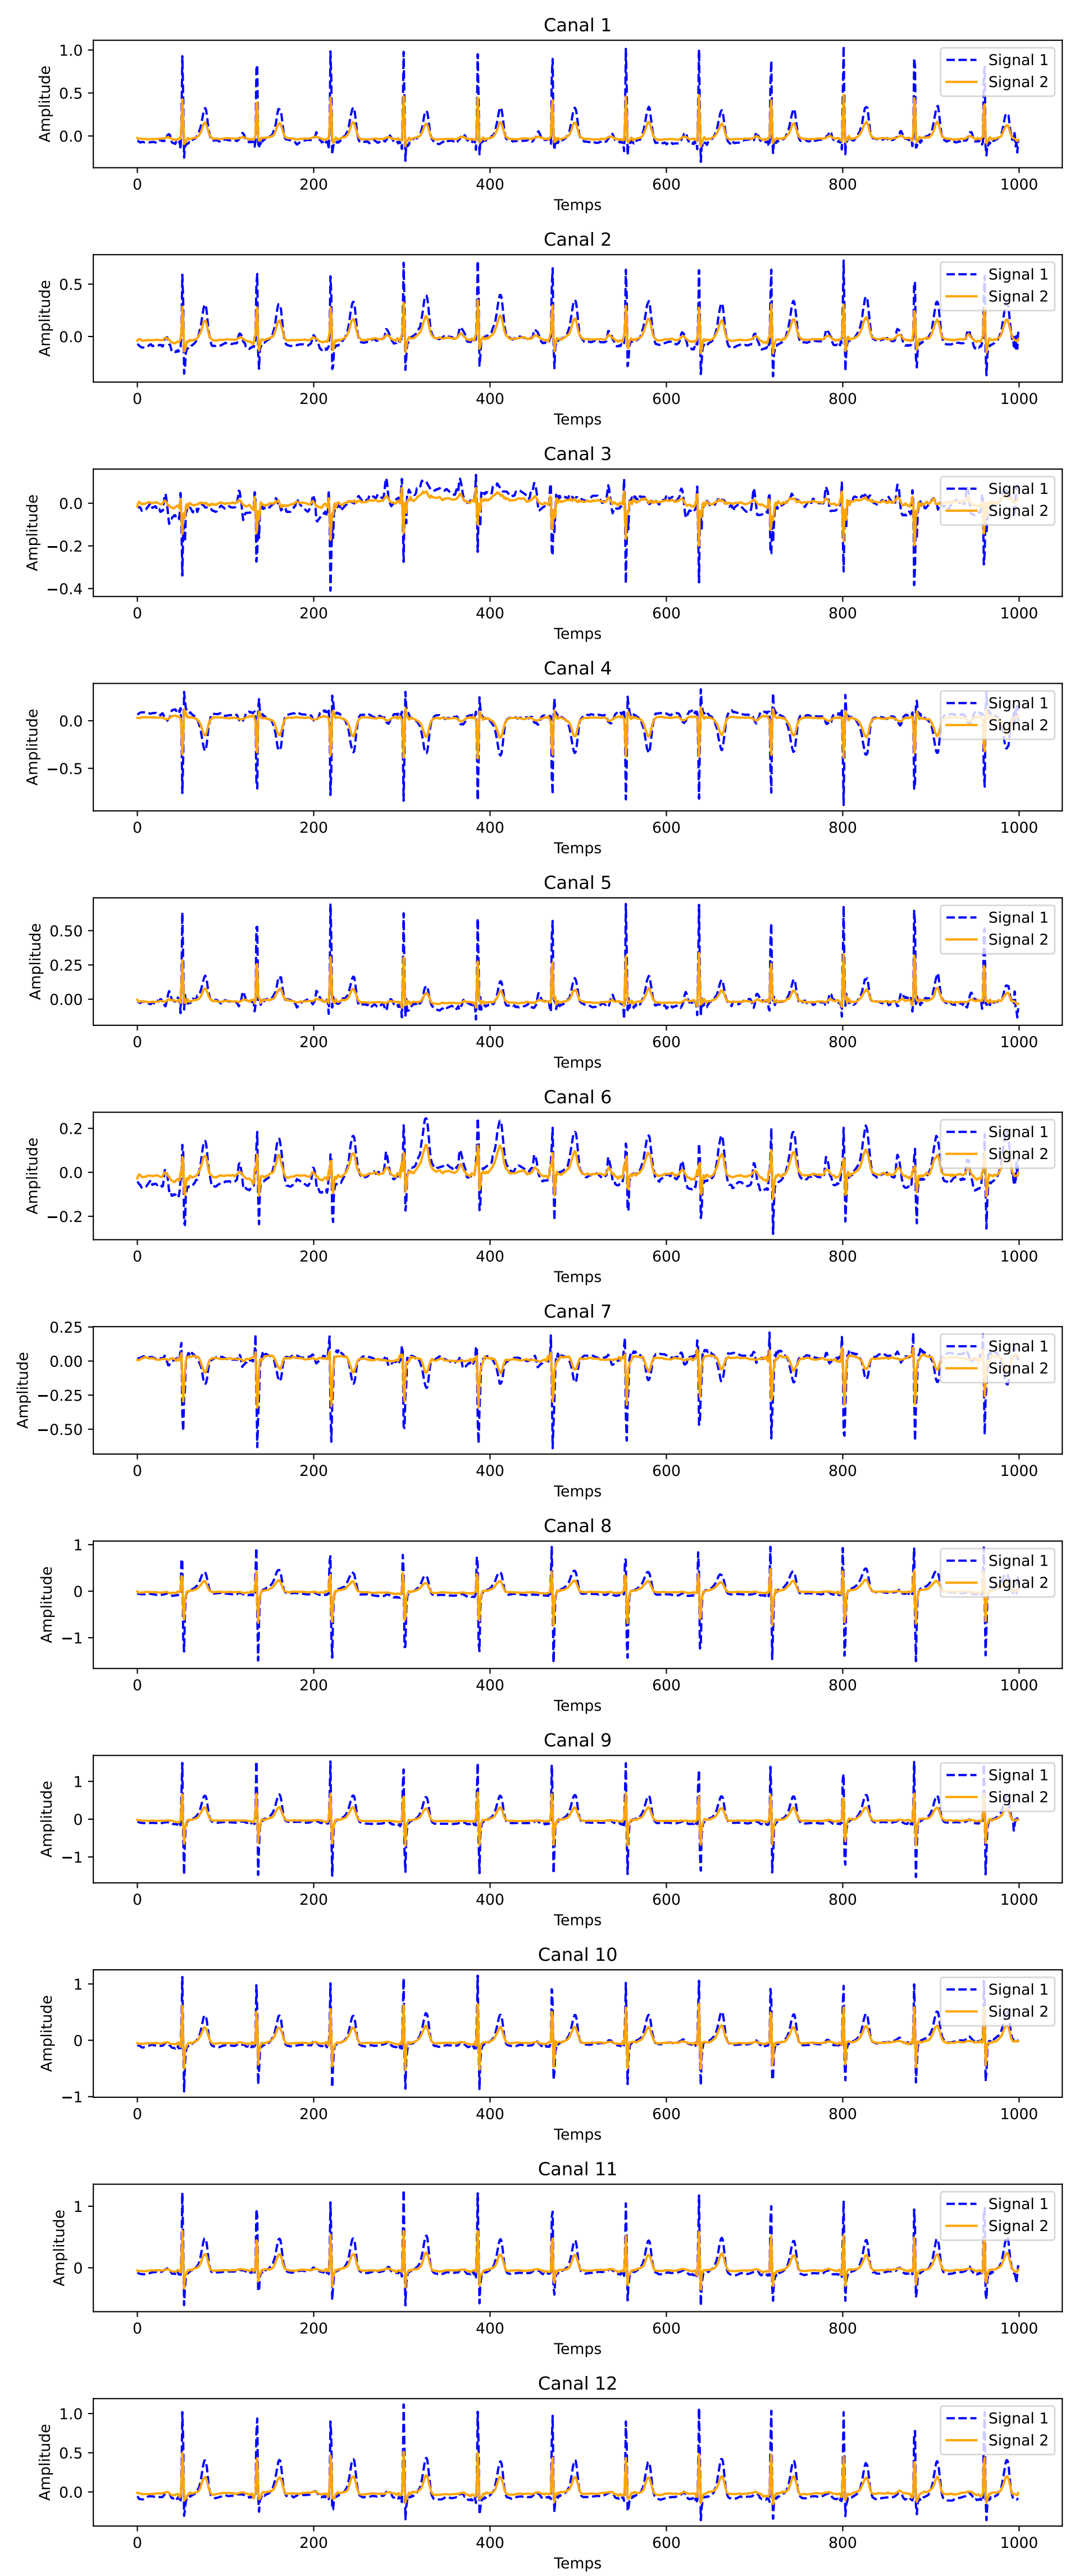 Canal 1
1.0
0.5
0.0
Amplitude
Signal 1
Signal 2
0 200 400 600 800 1000
Temps
Canal 2
0.5
0.0
Amplitude
Signal 1
Signal 2
0 200 400 600 800 1000
Temps
Canal 3
0.0
−0.2
−0.4
Amplitude
Signal 1
Signal 2
0 200 400 600 800 1000
Temps
Canal 4
0.0
−0.5
Amplitude
Signal 1
Signal 2
0 200 400 600 800 1000
Temps
Canal 5
0.50
0.25
0.00
Amplitude
Signal 1
Signal 2
0 200 400 600 800 1000
Temps
Canal 6
0.2
0.0
−0.2
Amplitude
Signal 1
Signal 2
0 200 400 600 800 1000
Temps
Canal 7
0.25
0.00
−0.25
−0.50
Amplitude
Signal 1
Signal 2
0 200 400 600 800 1000
Temps
Canal 8
1
0
−1
Amplitude
Signal 1
Signal 2
0 200 400 600 800 1000
Temps
Canal 9
1
0
−1
Amplitude
Signal 1
Signal 2
0 200 400 600 800 1000
Temps
Canal 10
1
0
−1
Amplitude
Signal 1
Signal 2
0 200 400 600 800 1000
Temps
Canal 11
1
0
Amplitude
Signal 1
Signal 2
0 200 400 600 800 1000
Temps
Canal 12
1.0
0.5
0.0
Amplitude
Signal 1
Signal 2
0 200 400 600 800 1000
Temps